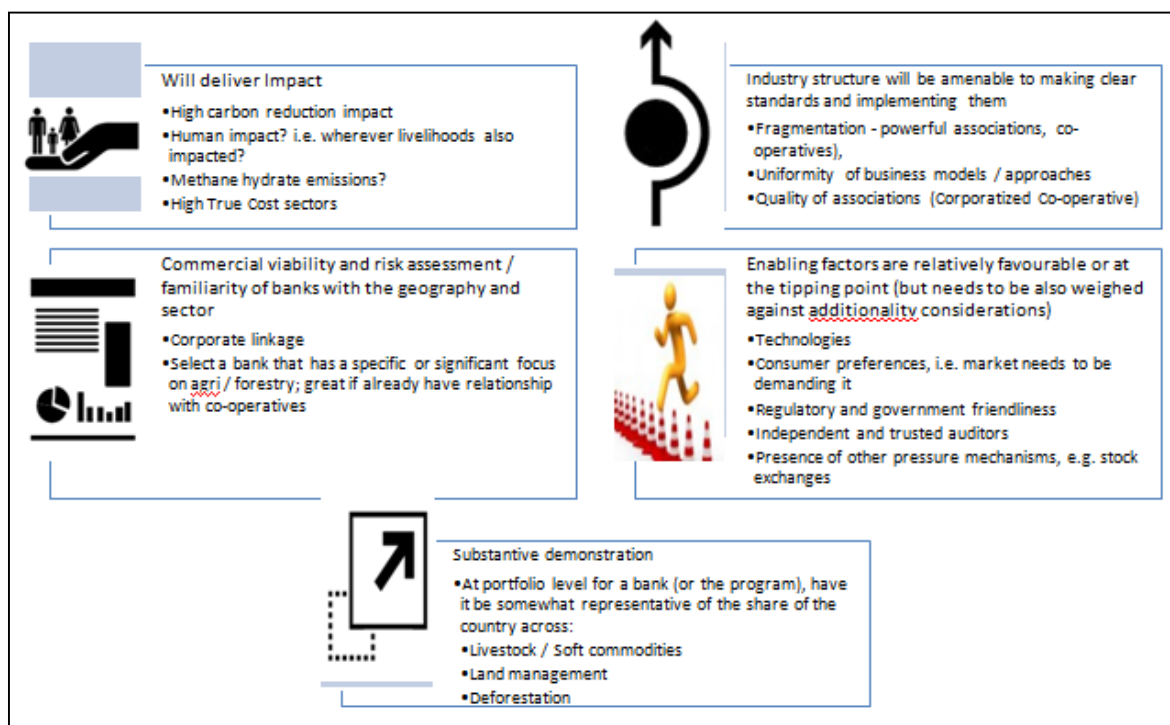 Will deliver Impact
•High carbon reduction impact
•Human impact? i.e. wherever livelihoods also
impacted?
•Methane hydrate emissions?
•High True Cost sectors
Industry structure will be amenable to making clear
standards and implementing them
•Fragmentation - powerful associations, co-
operatives),
•Uniformity of business models / approaches
•Quality of associations (Corporatized Co-operative)
Commercial viability and risk assessment /
familiarity of banks with the geography and
sector
•Corporate linkage
•Select a bank that has a specific or significant focus
on agri / forestry; great if already have relationship
with co-operatives
Enabling factors are relatively favourable or at
the tipping point (but needs to be also weighed
against additionality considerations)
•Technologies
•Consumer preferences, i.e. market needs to be
demanding it
•Regulatory and government friendliness
•Independent and trusted auditors
•Presence of other pressure mechanisms, e.g. stock
exchanges
Substantive demonstration
•At portfolio level for a bank (or the program), have
it be somewhat representative of the share of the
country across:
•Livestock / Soft commodities
•Land management
•Deforestation